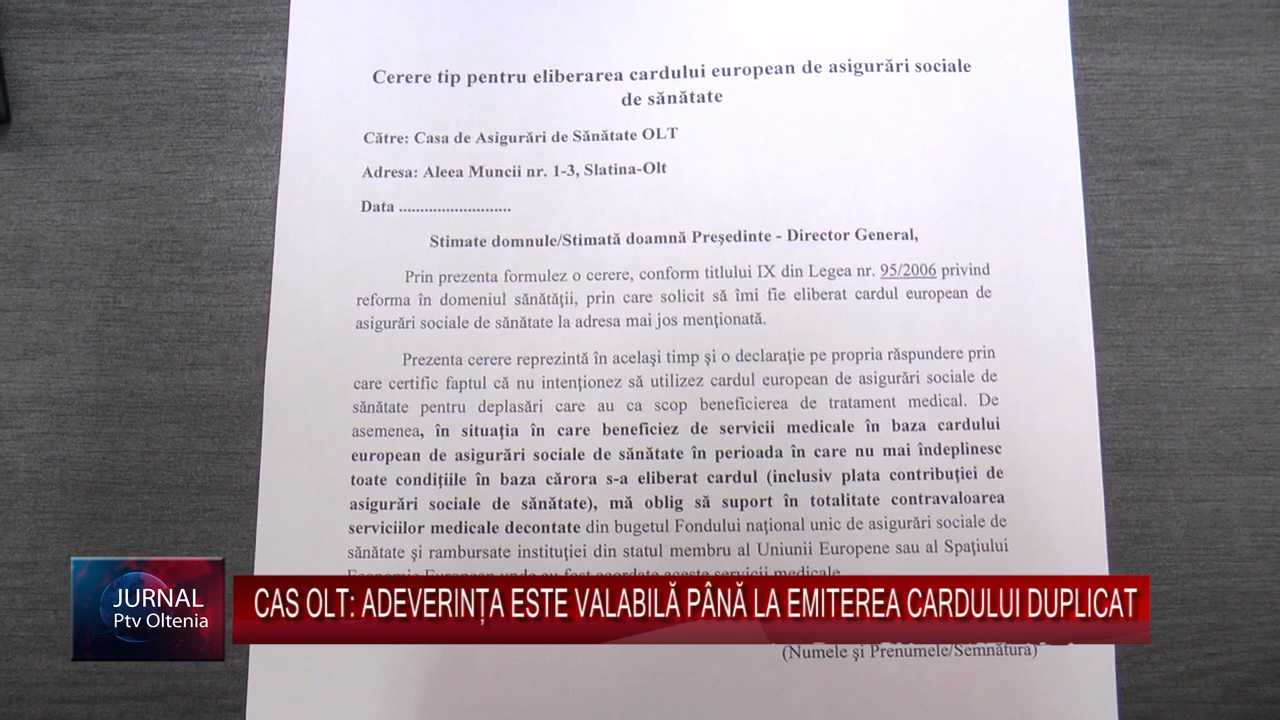 Cerere tip pentru eliberarea cardului european de asigurări sociale
de sănătate
Către: Casa de Asigurări de Sănătate OLT
Adresa: Aleea Muncii nr. 1-3, Slatina-Olt
Data ..........................
Stimate domnule/Stimată doamnă Preşedinte - Director General,
Prin prezenta formulez o cerere, conform titlului IX din Legea nr. 95/2006 privind
reforma în domeniul sănătăţii, prin care solicit să îmi fie eliberat cardul european de
asigurări sociale de sănătate la adresa mai jos menţionată.
Prezenta cerere reprezintă în acelaşi timp şi o declaraţie pe propria răspundere prin
care certific faptul că nu intenţionez să utilizez cardul european de asigurări sociale de
sănătate pentru deplasări care au ca scop beneficierea de tratament medical. De
asemenea, în situaţia în care beneficiez de servicii medicale în baza cardului
european de asigurări sociale de sănătate în perioada în care nu mai îndeplinesc
toate condiţiile în baza cărora s-a eliberat cardul (inclusiv plata contribuţiei de
asigurări sociale de sănătate), mă oblig să suport în totalitate contravaloarea
serviciilor medicale decontate din bugetul Fondului naţional unic de asigurări sociale de
sănătate şi rambursate instituţiei din statul membru al Uniunii Europene sau al Spaţiului
medicale.
JURNAL
Ptv Oltenia
CAS OLT: ADEVERINȚA ESTE VALABILĂ PÂNĂ LA EMITEREA CARDULUI DUPLICAT
(Numele şi Prenumele/Semnătura)